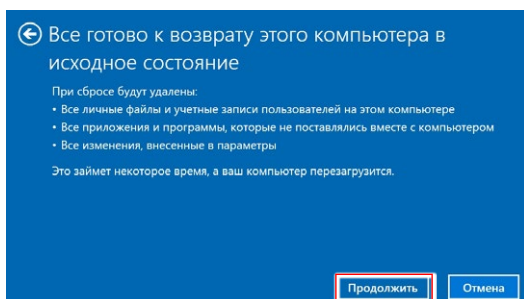 Все готово к возврату этого компьютера в
исходное состояние
При сбросе будут удалены:
• Все личные файлы и учетные записи пользователей на этом компьютере
• Все приложения и программы, которые не поставлялись вместе с компьютером
• Все изменения, внесенные в параметры
Это займет некоторое время, а ваш компьютер перезагрузится.
Продолжить Отмена